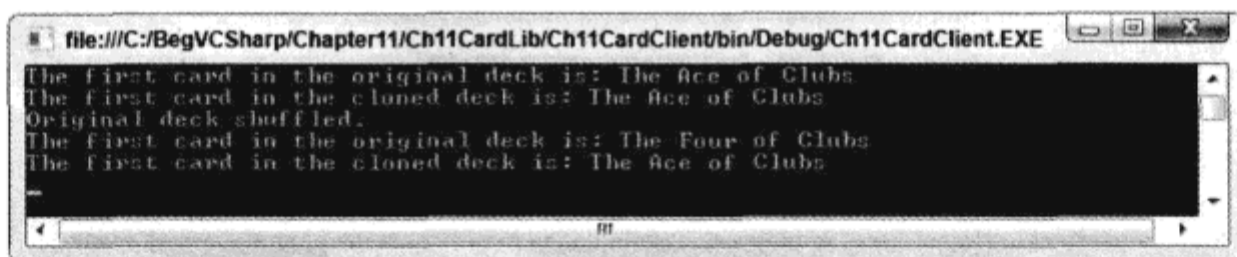 file:///C:/BegVCSharp/Chapter11/Ch11CardLib/Ch11CardClient/bin/Debug/Ch11CardClient.EXE
The first card in the original deck is: The Ace of Clubs
The first card in the cloned deck is: The Ace of Clubs
Original deck shuffled.
The first card in the original deck is: The Four of Clubs
The first card in the cloned deck is: The Ace of Clubs